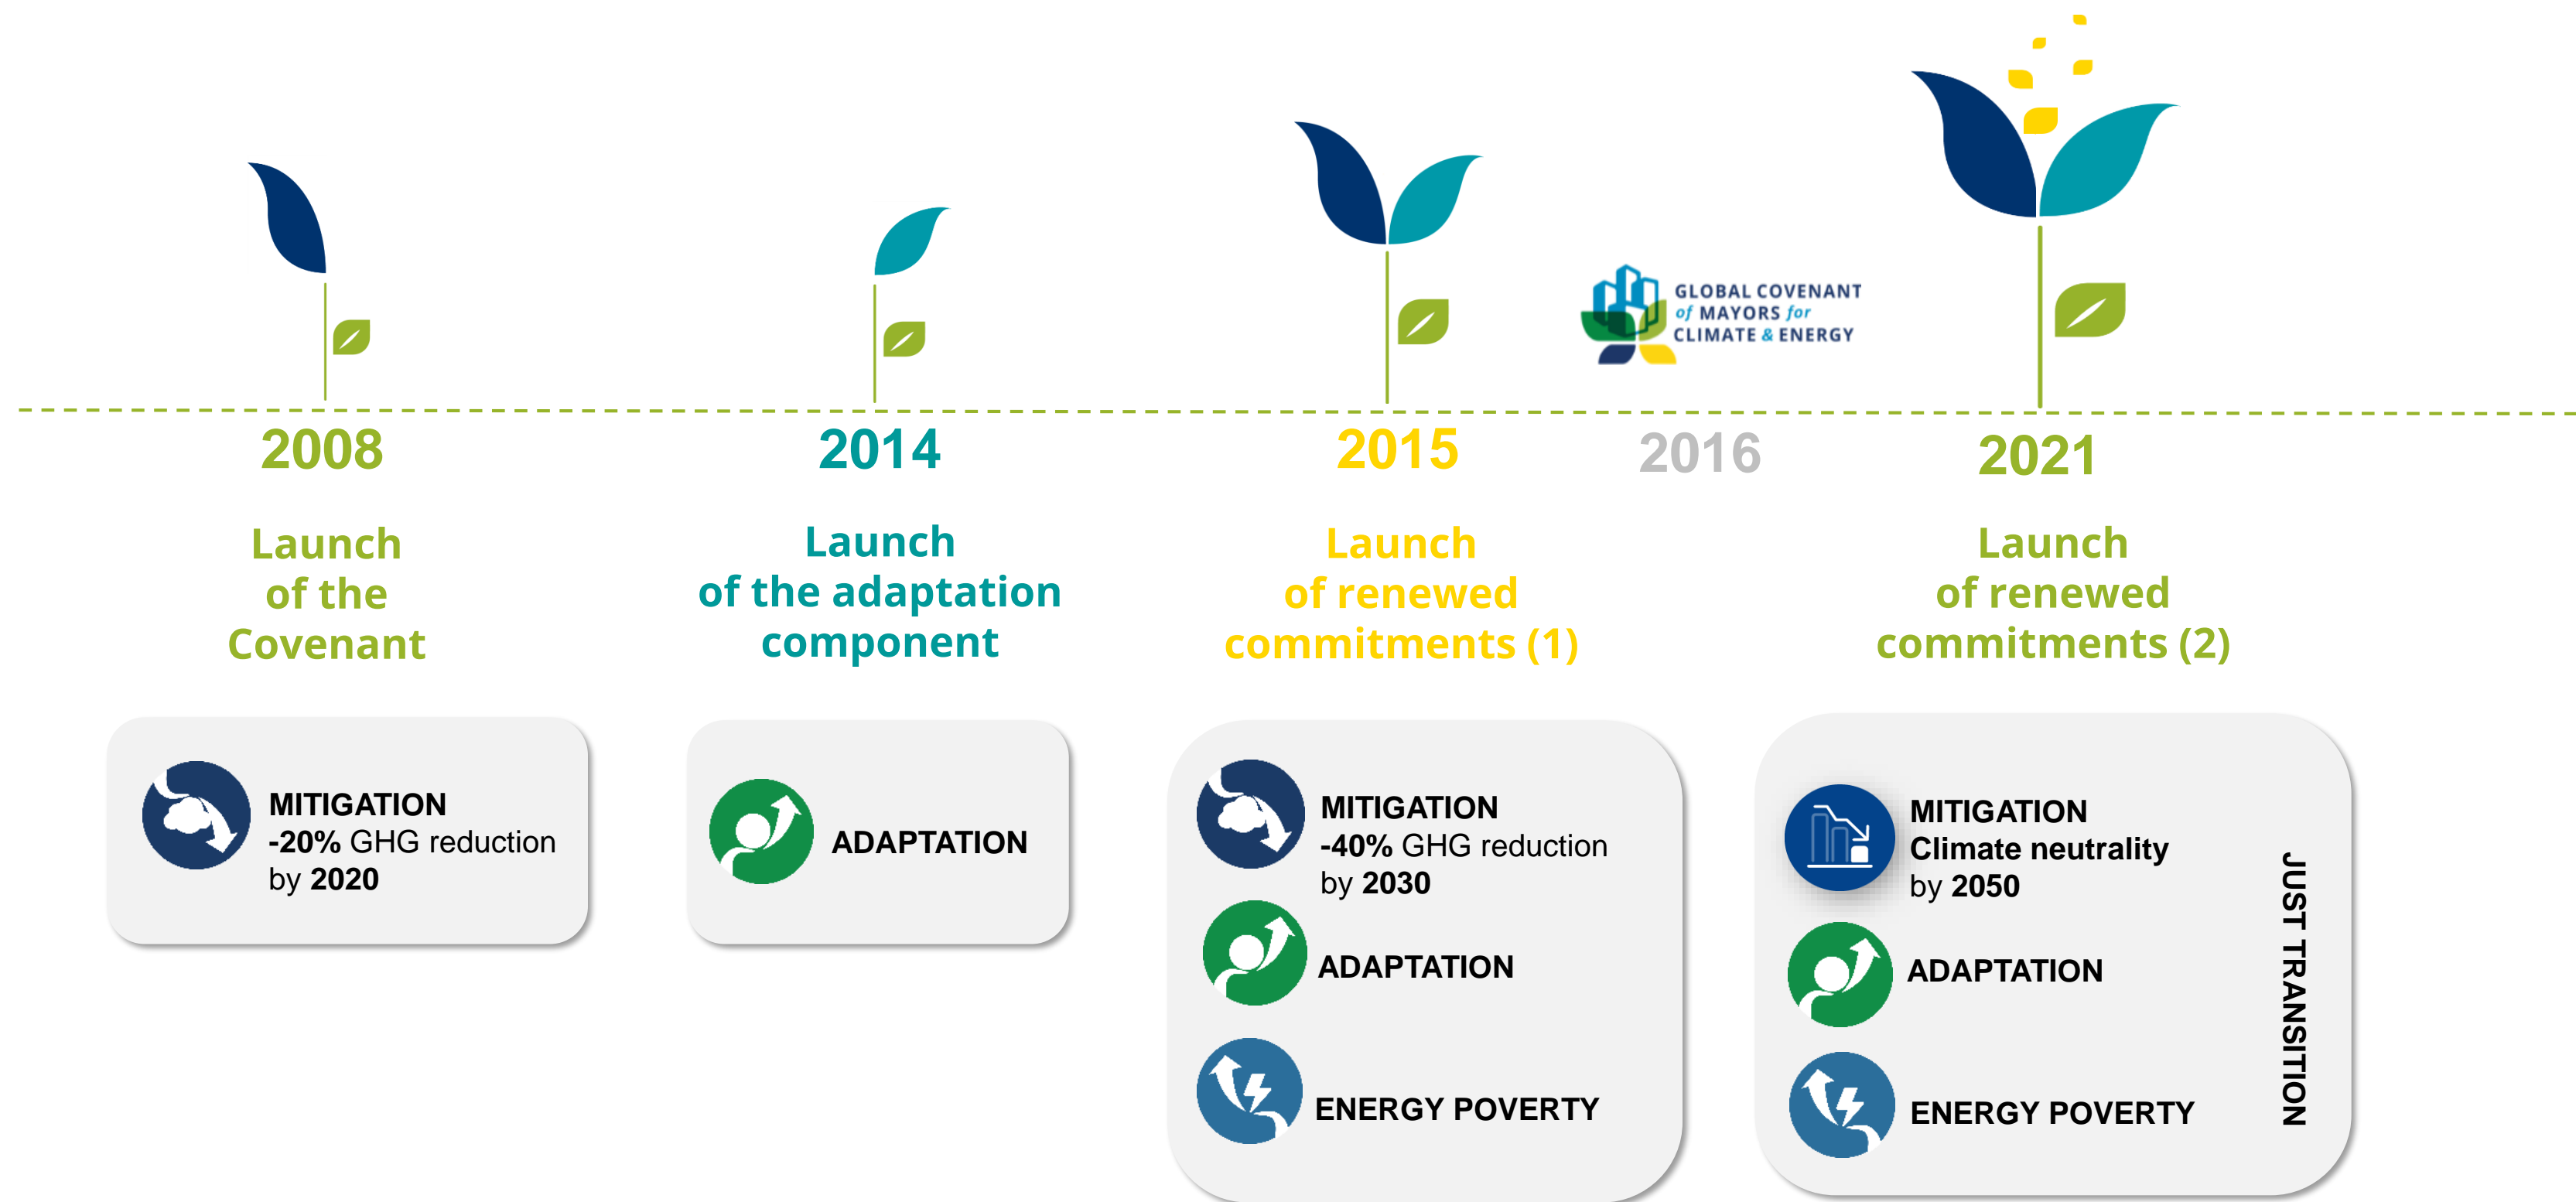 GLOBAL COVENANT
of MAYORS for
CLIMATE & ENERGY
2008
2014
2015
2016
2021
Launch
of the
Covenant
Launch
of the adaptation
component
Launch
of renewed
commitments (1)
Launch
of renewed
commitments (2)
MITIGATION
-20% GHG reduction
by 2020
ADAPTATION
MITIGATION
-40% GHG reduction
by 2030
ADAPTATION
ENERGY POVERTY
MITIGATION
Climate neutrality
by 2050
ADAPTATION
ENERGY POVERTY
JUST TRANSITION